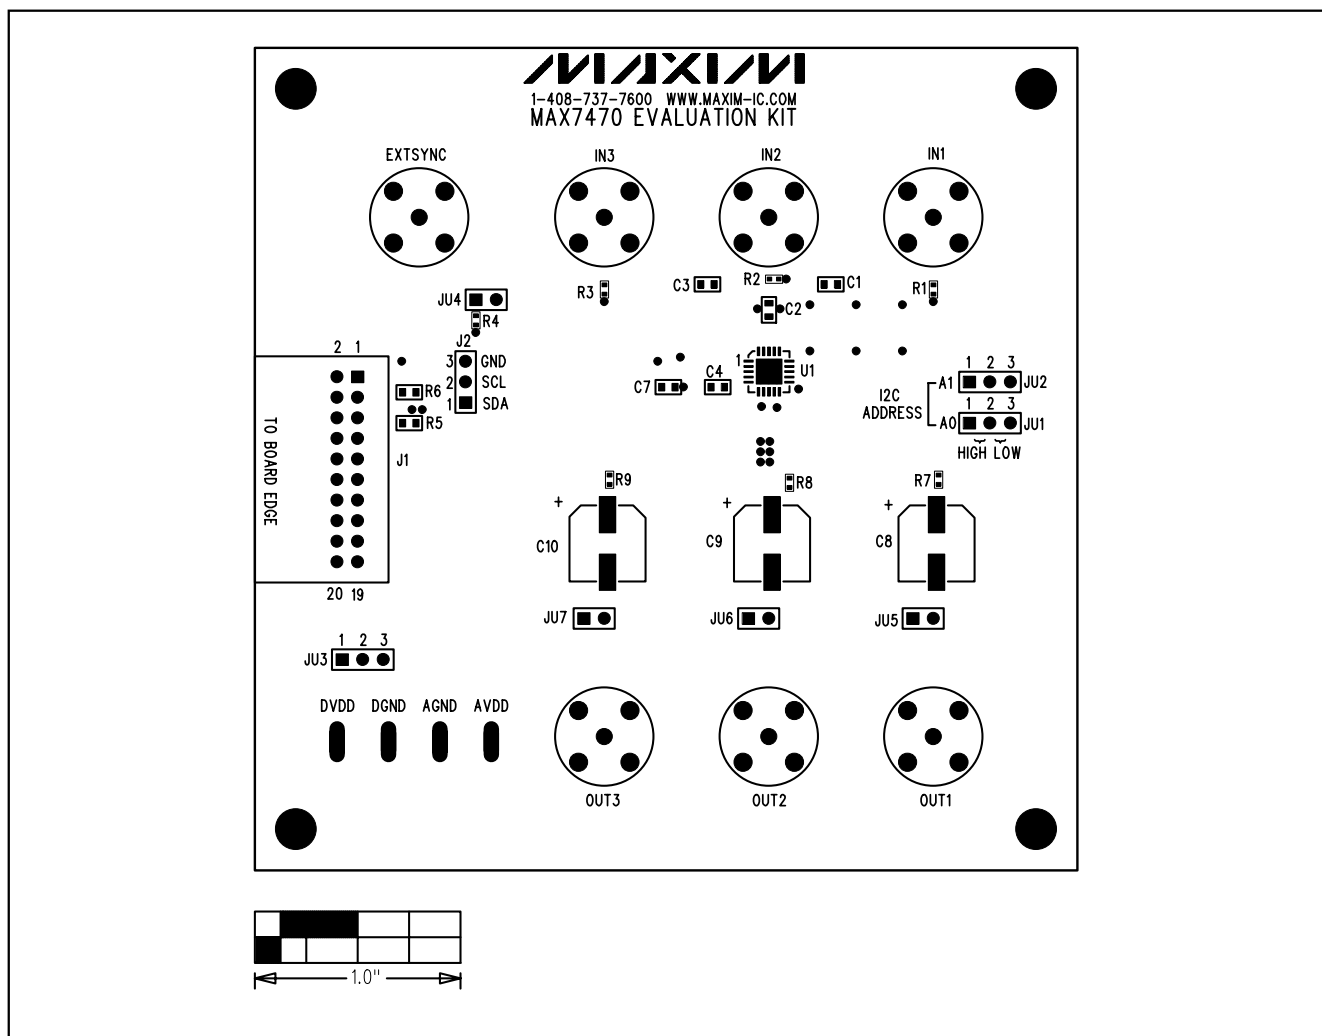 MAXIM
1-408-737-7600 WWW.MAXIM-IC.COM
MAX7470 EVALUATION KIT
EXTSYNC
IN3
IN2
IN1
C3
R2
C1
R3
R1
JU4
R4
C2
J2
2 1
3 GND
2 SCL
1 SDA
R6
R5
J1
TO BOARD EDGE
20 19
1
U1
C7
C4
I2C
ADDRESS
1 2 3
A1
JU2
1 2 3
A0
JU1
HIGH LOW
R9
R8
R7
+
C10
+
C9
+
C8
JU7
JU6
JU5
1 2 3
JU3
DVDD DGND AGND AVDD
OUT3
OUT2
OUT1
1.0"